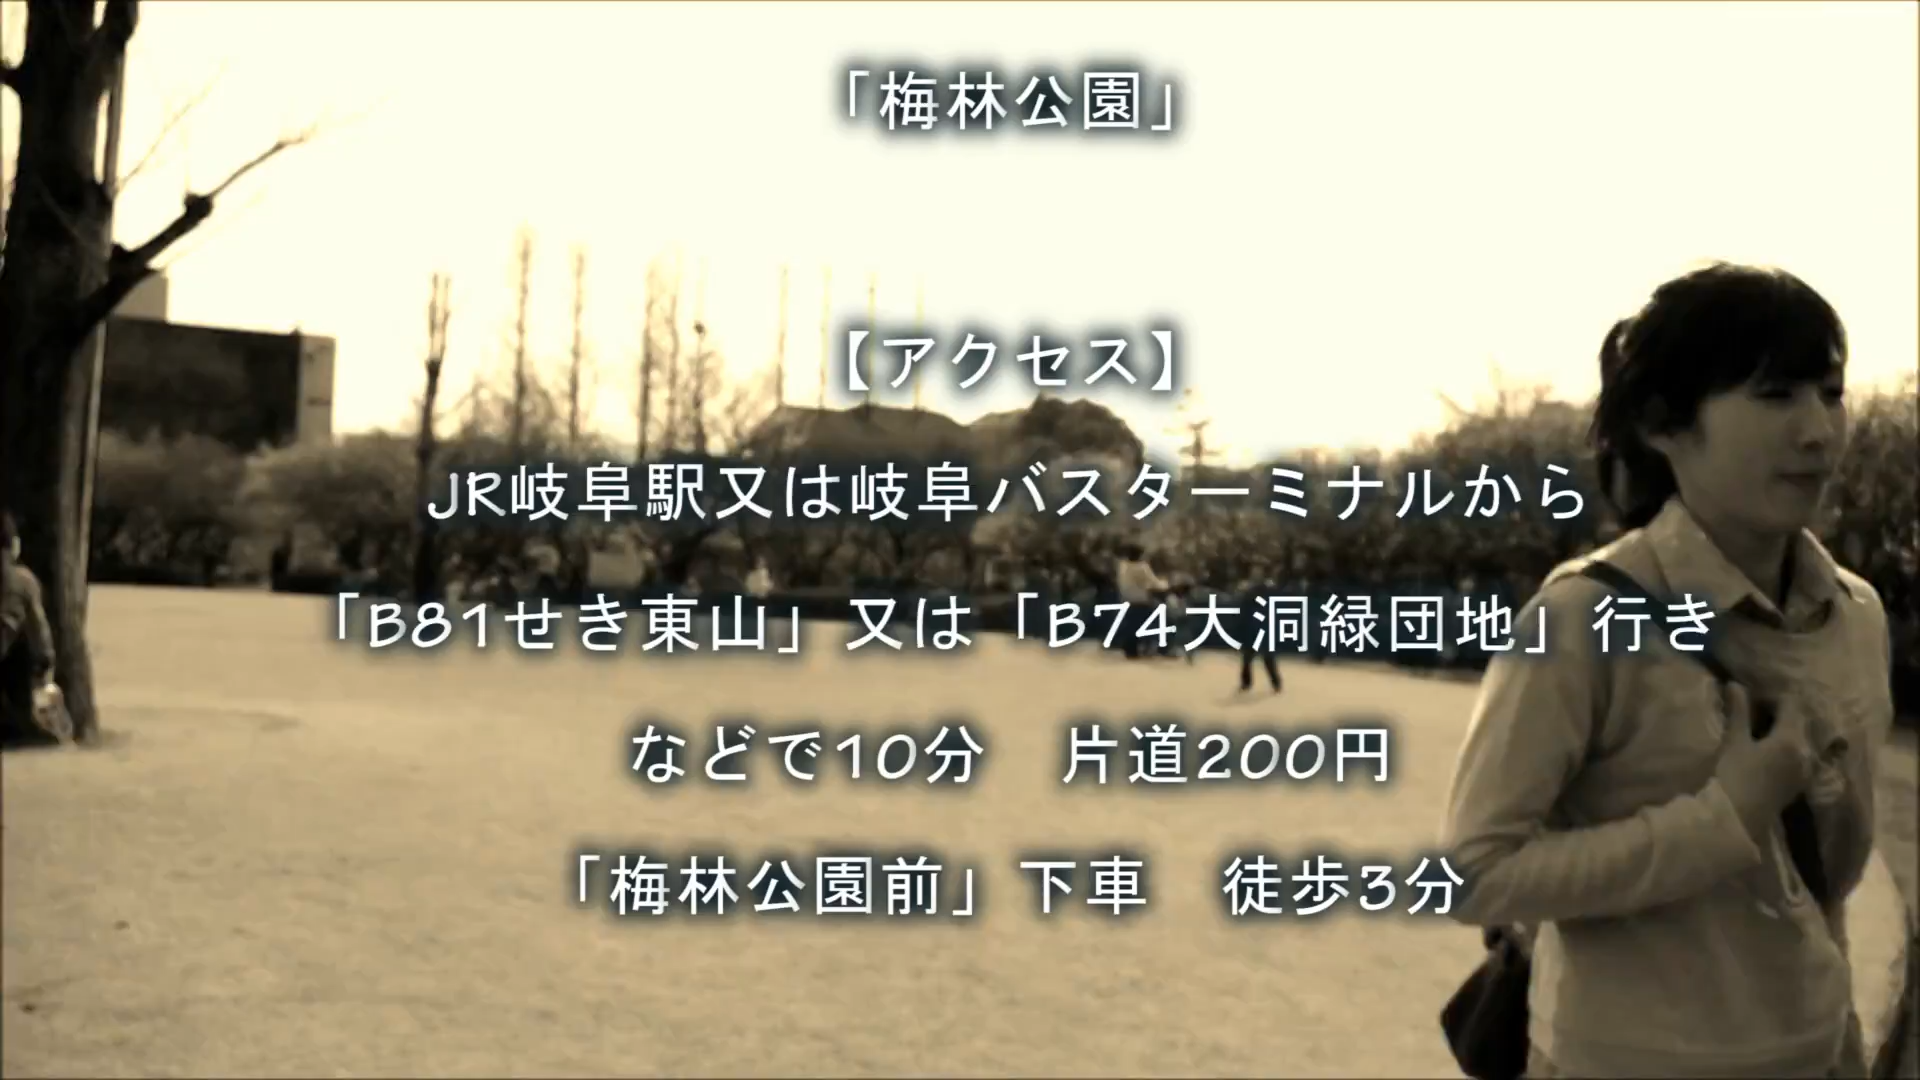 「梅林公園」
【アクセス】
JR岐阜駅又は岐阜バスターミナルから
「B81せき東山」又は「B74大洞緑団地」行き
などで10分　片道200円
「梅林公園前」下車　徒歩3分